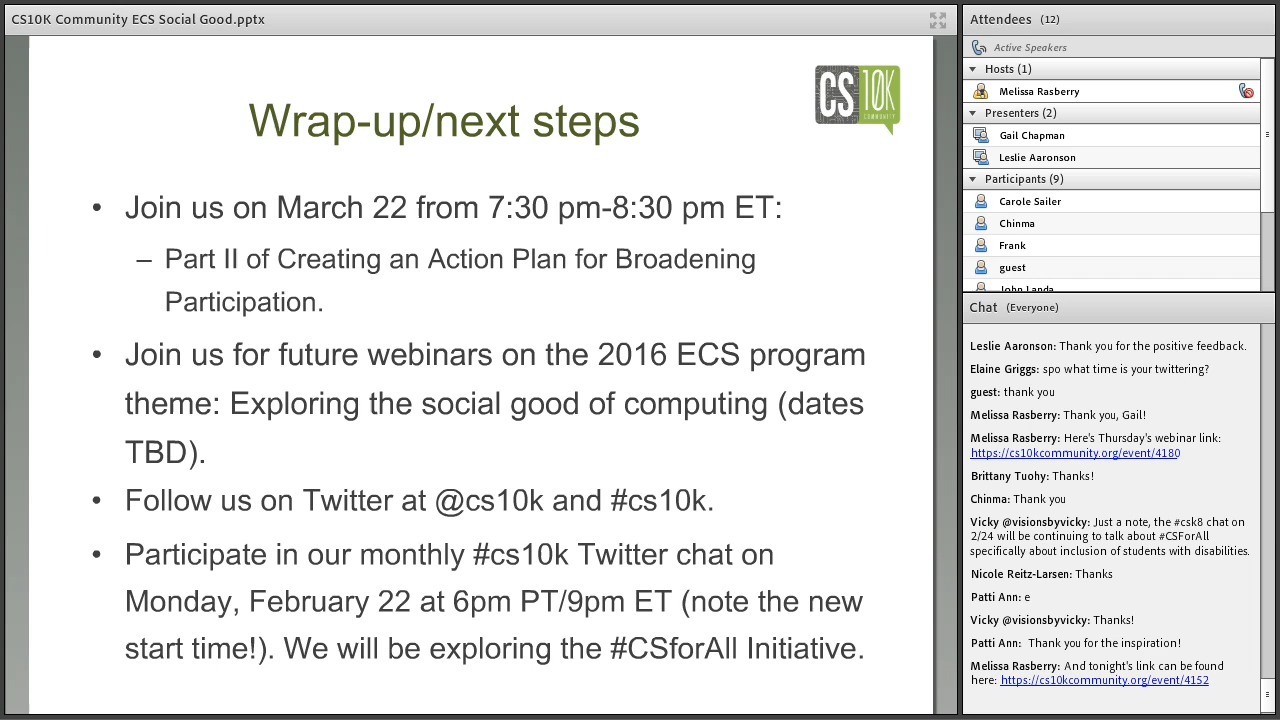 CS10K Community ECS Social Good.pptx
CS 10K
COMMUNITY
Wrap-up/next steps
• Join us on March 22 from 7:30 pm-8:30 pm ET:
– Part II of Creating an Action Plan for Broadening
Participation.
• Join us for future webinars on the 2016 ECS program
theme: Exploring the social good of computing (dates
TBD).
• Follow us on Twitter at @cs10k and #cs10k.
• Participate in our monthly #cs10k Twitter chat on
Monday, February 22 at 6pm PT/9pm ET (note the new
start time!). We will be exploring the #CSforAll Initiative.
Attendees (12)
Active Speakers
Hosts (1)
Melissa Rasberry
Presenters (2)
Gail Chapman
Leslie Aaronson
Participants (9)
Carole Sailer
Chinma
Frank
guest
John Landa
Chat (Everyone)
Leslie Aaronson: Thank you for the positive feedback.
Elaine Griggs: spo what time is your twittering?
guest: thank you
Melissa Rasberry: Thank you, Gail!
Melissa Rasberry: Here's Thursday's webinar link:
https://cs10kcommunity.org/event/4180
Brittany Tuohy: Thanks!
Chinma: Thank you
Vicky @visionsbyvicky: Just a note, the #csk8 chat on
2/24 will be continuing to talk about #CSForAll
specifically about inclusion of students with disabilities.
Nicole Reitz-Larsen: Thanks
Patti Ann: e
Vicky @visionsbyvicky: Thanks!
Patti Ann: Thank you for the inspiration!
Melissa Rasberry: And tonight's link can be found
here: https://cs10kcommunity.org/event/4152